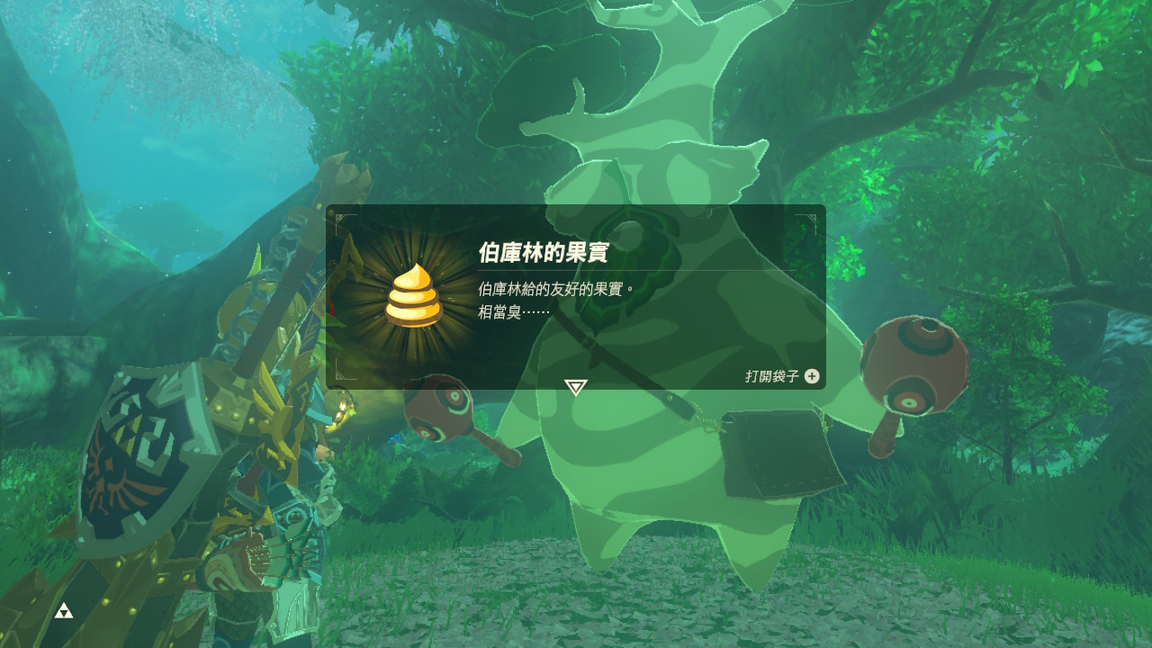 伯庫林的果實
伯庫林給的友好的果實。
相當臭……
打開袋子